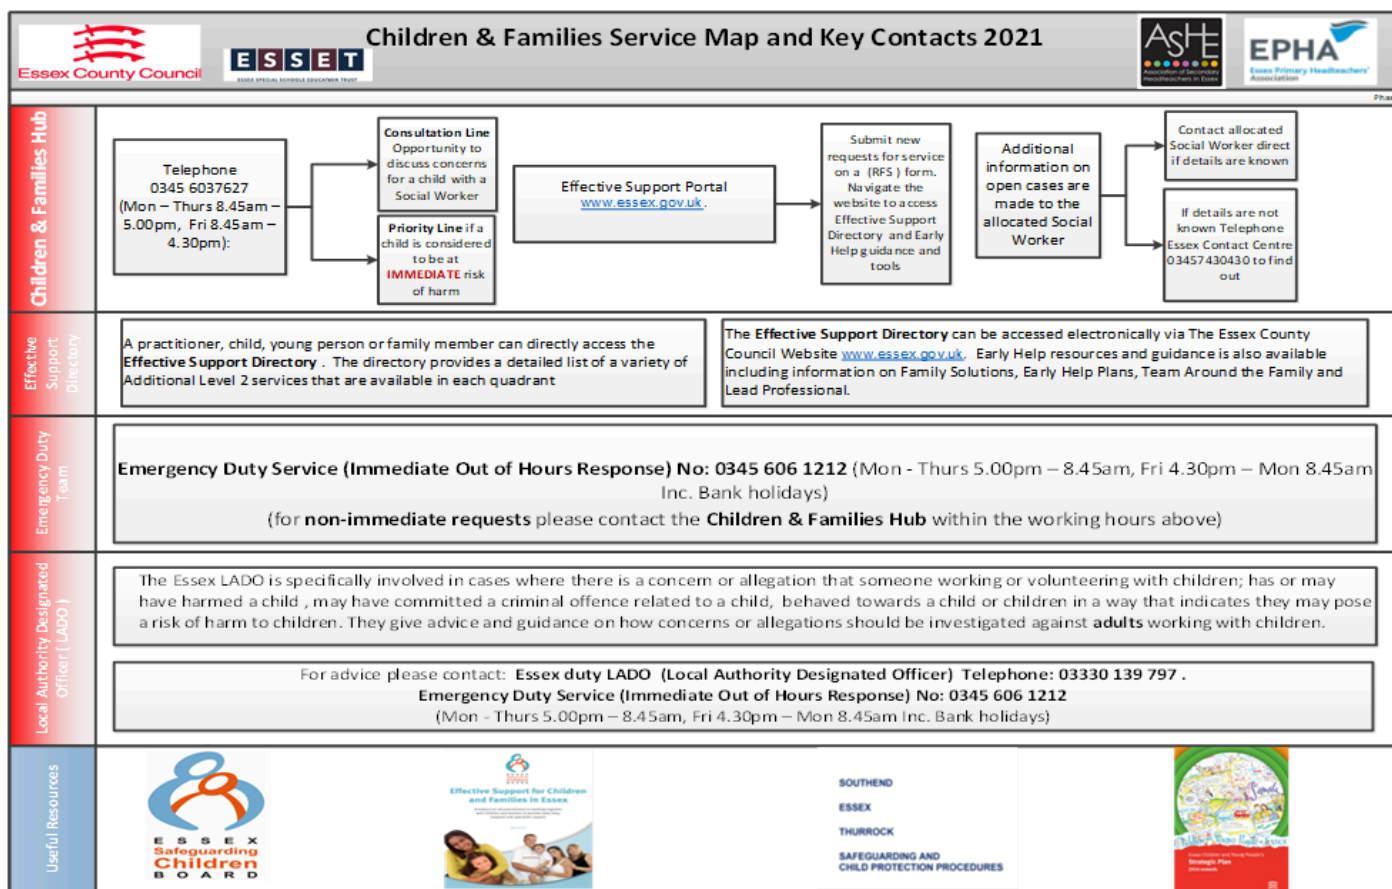 Children & Families Service Map and Key Contacts 2021
Essex County Council
ESSET
ESSEX SPECIAL SCHOOLS EDUCATION TRUST
ASHE
Association of Secondary
Headteachers in Essex
EPHA
Essex Primary Headteachers'
Association
Children & Families Hub
Telephone
0345 6037627
(Mon – Thurs 8.45am –
5.00pm, Fri 8.45am –
4.30pm):
Consultation Line
Opportunity to
discuss concerns
for a child with a
Social Worker
Priority Line if a
child is considered
to be at
IMMEDIATE risk
of harm
Effective Support Portal
www.essex.gov.uk.
Submit new
requests for service
on a (RFS ) form.
Navigate the
website to access
Effective Support
Directory and Early
Help guidance and
tools
Additional
information on
open cases are
made to the
allocated Social
Worker
Contact allocated
Social Worker direct
if details are known
If details are not
known Telephone
Essex Contact Centre
03457430430 to find
out
Effective
Support
Directory
A practitioner, child, young person or family member can directly access the
Effective Support Directory . The directory provides a detailed list of a variety of
Additional Level 2 services that are available in each quadrant
The Effective Support Directory can be accessed electronically via The Essex County
Council Website www.essex.gov.uk. Early Help resources and guidance is also available
including information on Family Solutions, Early Help Plans, Team Around the Family and
Lead Professional.
Emergency Duty
Team
Emergency Duty Service (Immediate Out of Hours Response) No: 0345 606 1212 (Mon - Thurs 5.00pm – 8.45am, Fri 4.30pm – Mon 8.45am
Inc. Bank holidays)
(for non-immediate requests please contact the Children & Families Hub within the working hours above)
Local Authority Designated
Officer ( LADO )
The Essex LADO is specifically involved in cases where there is a concern or allegation that someone working or volunteering with children; has or may
have harmed a child , may have committed a criminal offence related to a child, behaved towards a child or children in a way that indicates they may pose
a risk of harm to children. They give advice and guidance on how concerns or allegations should be investigated against adults working with children.
For advice please contact: Essex duty LADO (Local Authority Designated Officer) Telephone: 03330 139 797 .
Emergency Duty Service (Immediate Out of Hours Response) No: 0345 606 1212
(Mon - Thurs 5.00pm – 8.45am, Fri 4.30pm – Mon 8.45am Inc. Bank holidays)
Useful Resources
ESSEX
Safeguarding
Children
BOARD
Effective Support for Children
and Families in Essex
SOUTHEND
ESSEX
THURROCK
SAFEGUARDING AND
CHILD PROTECTION PROCEDURES
Essex Children and Young People's
Strategic Plan